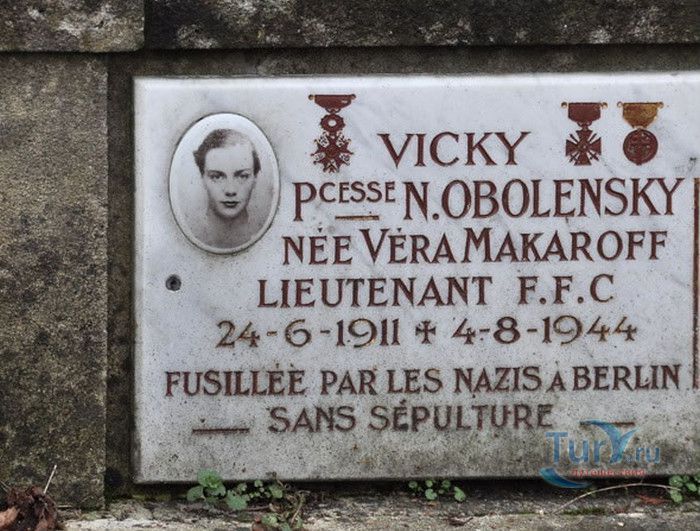 VICKY
PCESSE N. OBOLENSKY
NÉE VÉRA MAKAROFF
LIEUTENANT F.F.C
24-6-1911 ✝ 4-8-1944
FUSILLÉE PAR LES NAZIS A BERLIN
SANS SÉPULTURE
Tury.ru
путешествий